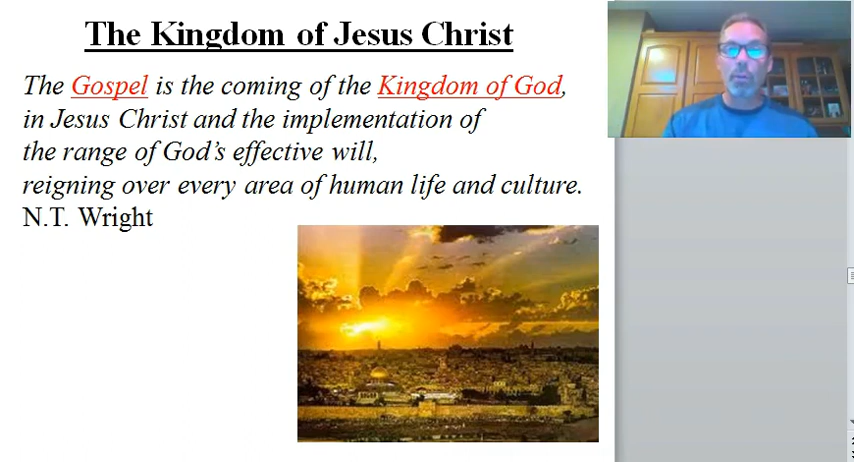 The Kingdom of Jesus Christ
The Gospel is the coming of the Kingdom of God,
in Jesus Christ and the implementation of
the range of God's effective will,
reigning over every area of human life and culture.
N.T. Wright